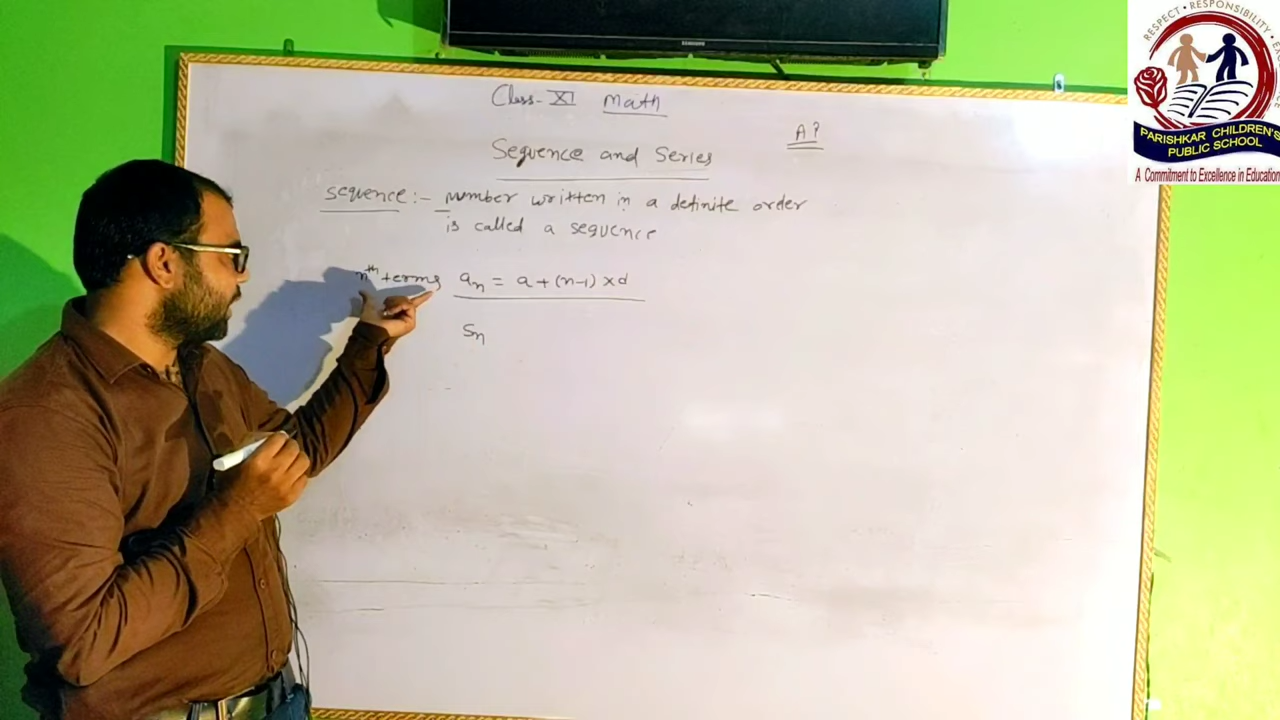 Class-XI Math
AP
Sequence and Series
sequence:- number written in a definite order
is called a sequence
nth terms an = a+(n-1)×d
Sn
SAMSUNG
RESPECT • RESPONSIBILITY •
PARISHKAR CHILDREN'S
PUBLIC SCHOOL
A Commitment to Excellence in Education